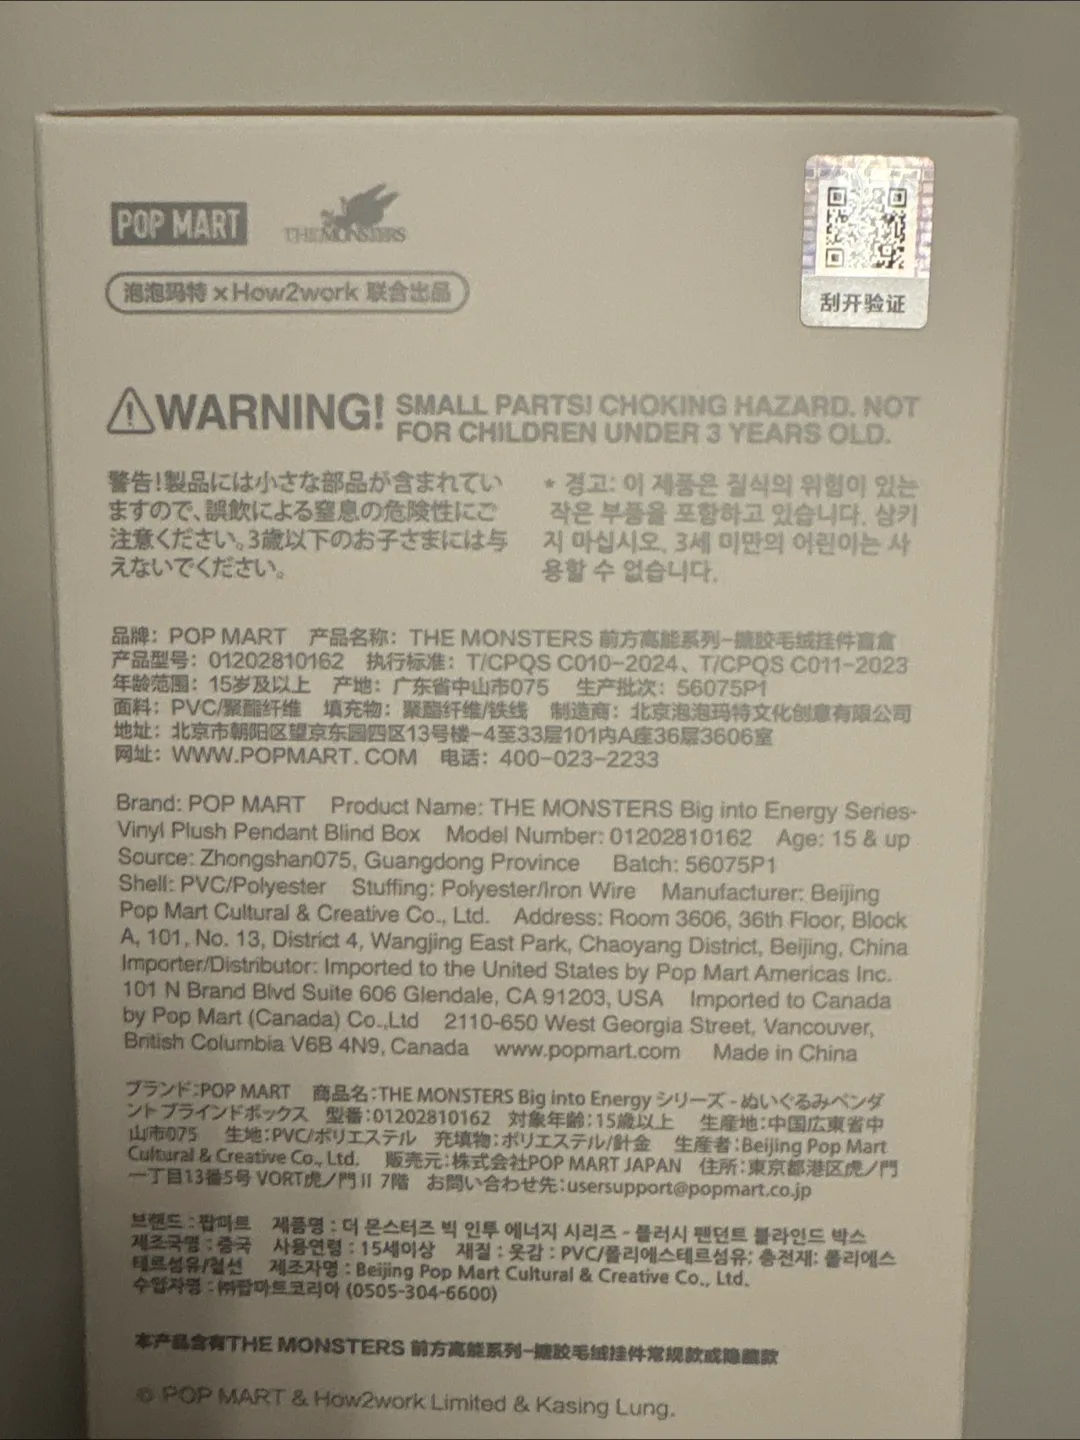 POP MART
THE MONSTERS
泡泡玛特 x How2work 联合出品
刮开验证
WARNING! SMALL PARTS! CHOKING HAZARD. NOT
FOR CHILDREN UNDER 3 YEARS OLD.
警告!製品には小さな部品が含まれてい
ますので、誤飲による窒息の危険性にご
注意ください。3歳以下のお子さまには与
えないでください。
* 경고: 이 제품은 질식의 위험이 있는
작은 부품을 포함하고 있습니다. 삼키
지 마십시오, 3세 미만의 어린이는 사
용할 수 없습니다.
品牌: POP MART 产品名称: THE MONSTERS 前方高能系列-搪胶毛绒挂件盲盒
产品型号: 01202810162 执行标准: T/CPQS C010-2024、T/CPQS C011-2023
年龄范围: 15岁及以上 产地: 广东省中山市075 生产批次: 56075P1
面料: PVC/聚酯纤维 填充物: 聚酯纤维/铁线 制造商: 北京泡泡玛特文化创意有限公司
地址: 北京市朝阳区望京东园四区13号楼-4至33层101内A座36层3606室
网址: WWW.POPMART. COM 电话: 400-023-2233
Brand: POP MART Product Name: THE MONSTERS Big into Energy Series-
Vinyl Plush Pendant Blind Box Model Number: 01202810162 Age: 15 & up
Source: Zhongshan075, Guangdong Province Batch: 56075P1
Shell: PVC/Polyester Stuffing: Polyester/Iron Wire Manufacturer: Beijing
Pop Mart Cultural & Creative Co., Ltd. Address: Room 3606, 36th Floor, Block
A, 101, No. 13, District 4, Wangjing East Park, Chaoyang District, Beijing, China
Importer/Distributor: Imported to the United States by Pop Mart Americas Inc.
101 N Brand Blvd Suite 606 Glendale, CA 91203, USA Imported to Canada
by Pop Mart (Canada) Co.,Ltd 2110-650 West Georgia Street, Vancouver,
British Columbia V6B 4N9, Canada www.popmart.com Made in China
ブランド:POP MART 商品名:THE MONSTERS Big into Energy シリーズ - ぬいぐるみペンダ
ント ブラインドボックス 型番:01202810162 対象年齢:15歳以上 生産地:中国広東省中
山市075 生地:PVC/ポリエステル 充填物:ポリエステル/針金 生産者:Beijing Pop Mart
Cultural & Creative Co., Ltd. 販売元:株式会社POP MART JAPAN 住所:東京都港区虎ノ門
一丁目13番5号 VORT虎ノ門Ⅱ 7階 お問い合わせ先:usersupport@popmart.co.jp
브랜드 : 팝마트 제품명 : 더 몬스터즈 빅 인투 에너지 시리즈 - 플러시 팬던트 블라인드 박스
제조국명 : 중국 사용연령 : 15세이상 재질 : 옷감 : PVC/폴리에스테르섬유; 충전재: 폴리에스
테르섬유/철선 제조자명 : Beijing Pop Mart Cultural & Creative Co., Ltd.
수입자명 : ㈜팝마트코리아 (0505-304-6600)
本产品含有THE MONSTERS 前方高能系列-搪胶毛绒挂件常规款或隐藏款
© POP MART & How2work Limited & Kasing Lung.